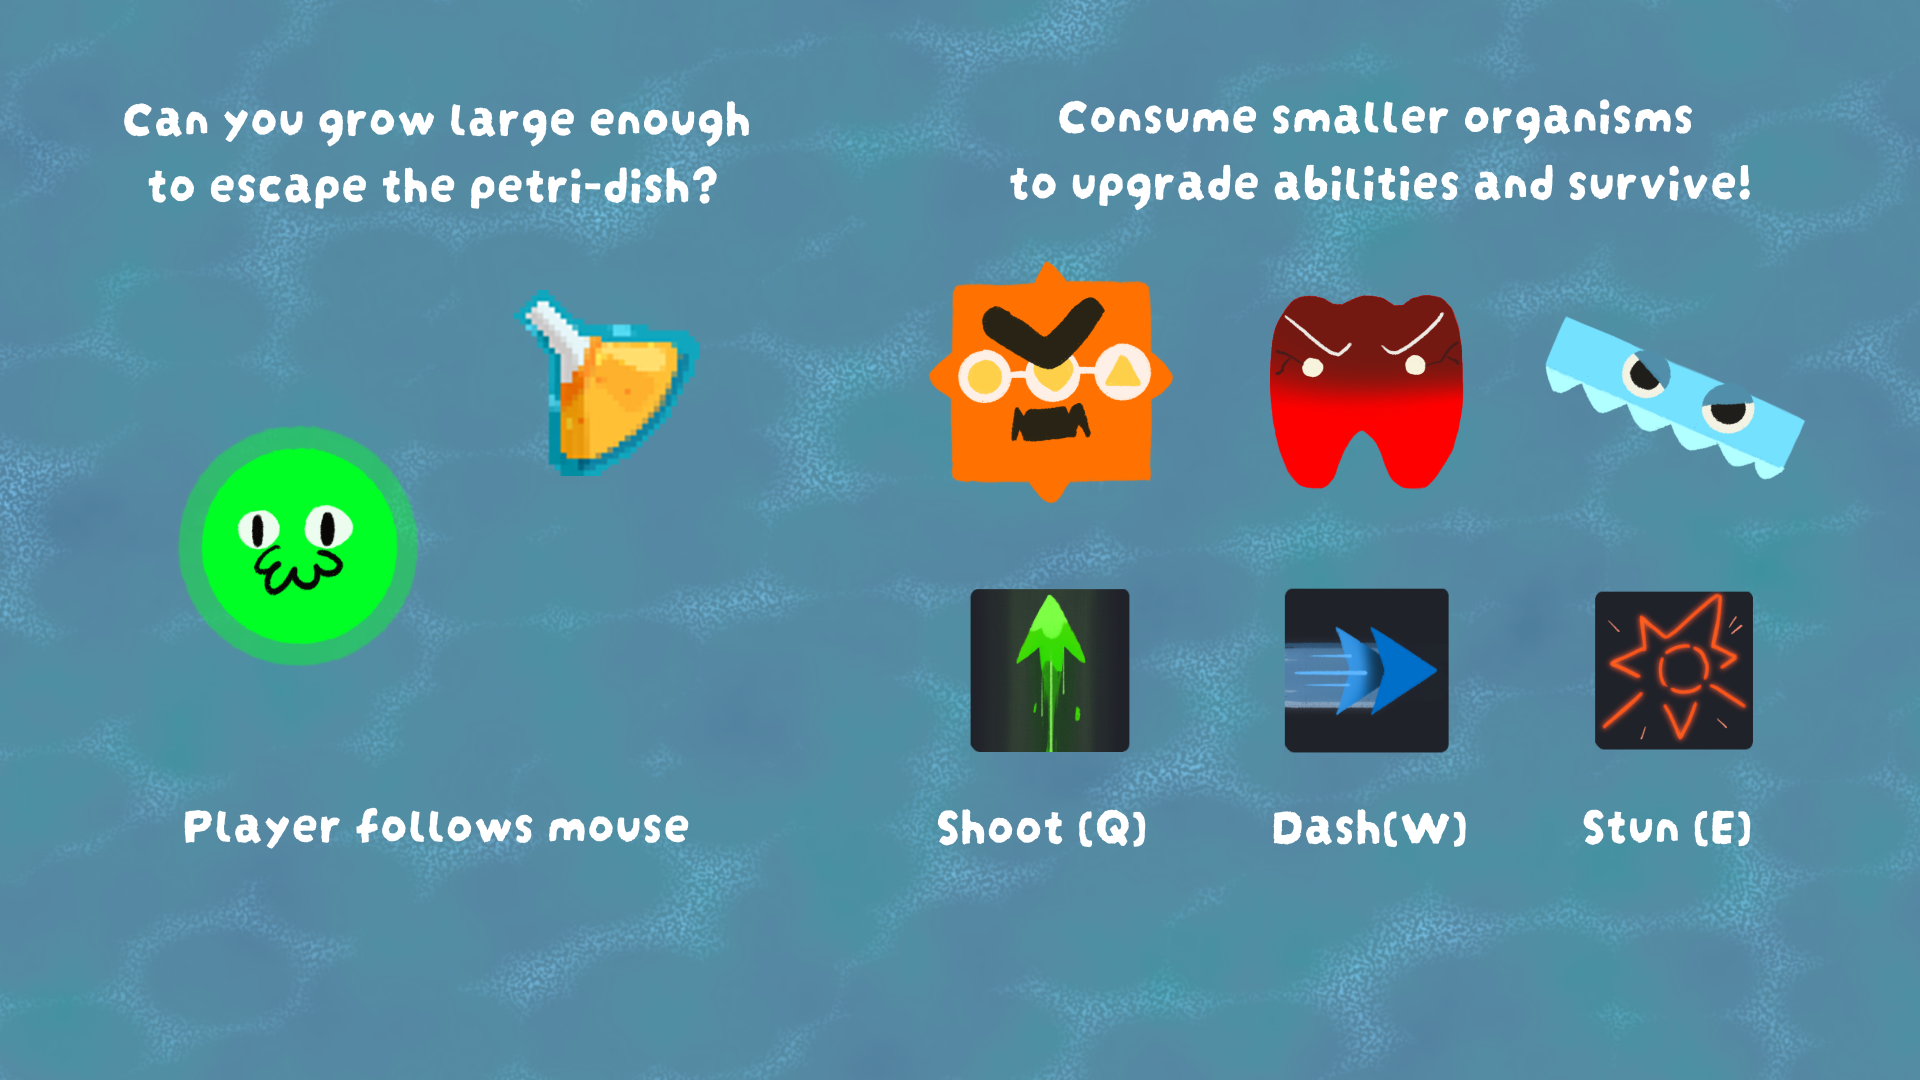 Can you grow large enough
to escape the petri-dish?
Consume smaller organisms
to upgrade abilities and survive!
Player follows mouse
Shoot (Q)
Dash(W)
Stun (E)